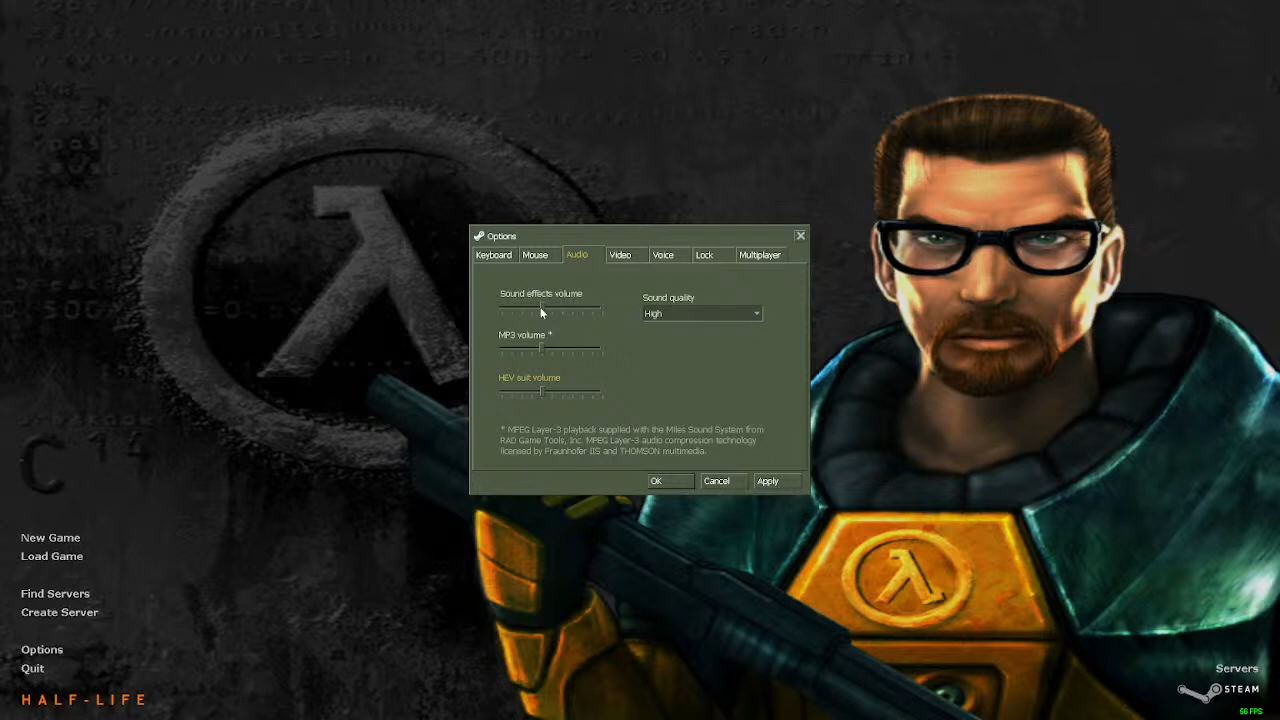 Options
Keyboard Mouse Audio Video Voice Lock Multiplayer
Sound effects volume
Sound quality
High
MP3 volume *
HEV suit volume
* MPEG Layer-3 playback supplied with the Miles Sound System from
RAD Game Tools, Inc. MPEG Layer-3 audio compression technology
licensed by Fraunhofer IIS and THOMSON multimedia.
OK Cancel Apply
New Game
Load Game
Find Servers
Create Server
Options
Quit
HALF-LIFE
Servers
STEAM
56 FPS